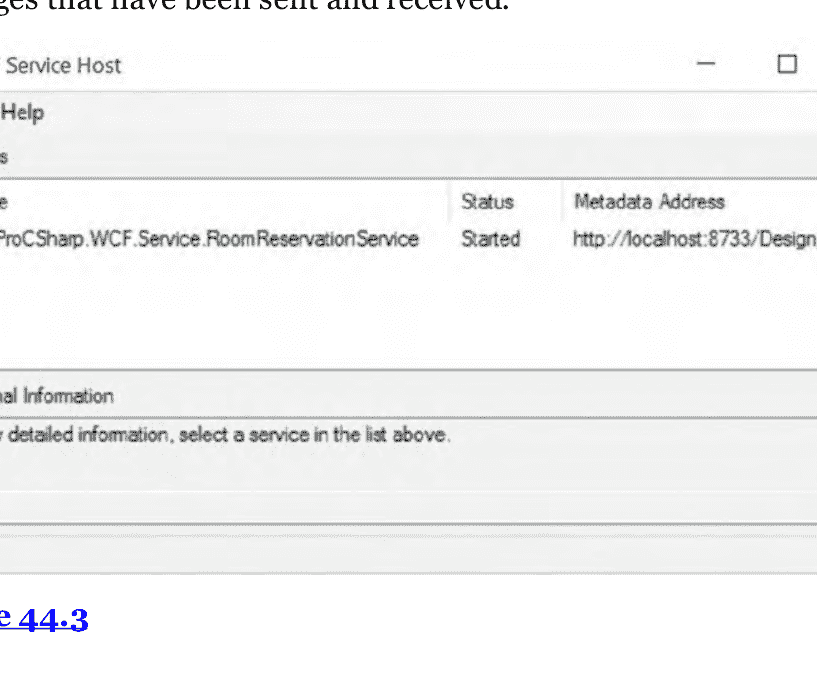 ges that have been sent and received.
Service Host
Help
s
e Status Metadata Address
ProCSharp.WCF.Service.RoomReservationService Started http://localhost:8733/Design
nal Information
r detailed information, select a service in the list above.
e 44.3